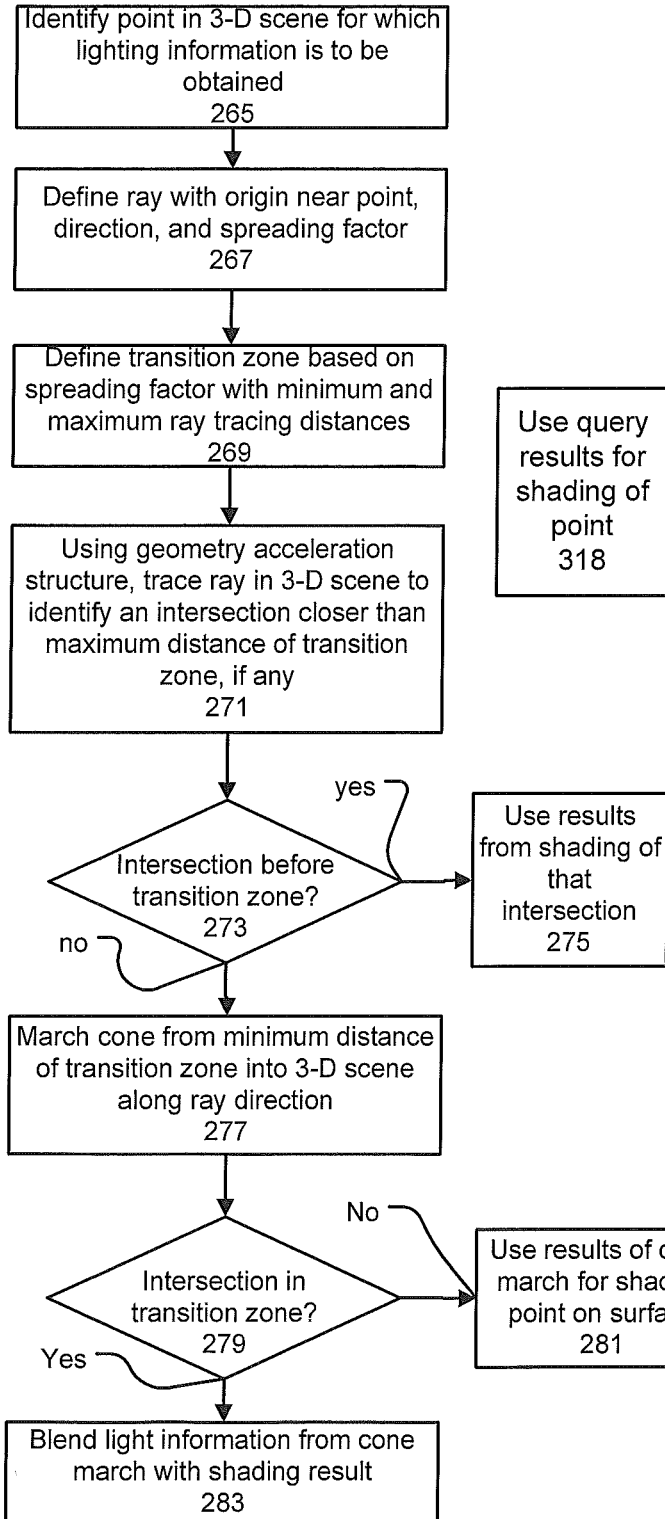 Identify point in 3-D scene for which
lighting information is to be
obtained
265
Define ray with origin near point,
direction, and spreading factor
267
Define transition zone based on
spreading factor with minimum and
maximum ray tracing distances
269
Use query
results for
shading of
point
318
Using geometry acceleration
structure, trace ray in 3-D scene to
identify an intersection closer than
maximum distance of transition
zone, if any
271
yes
Intersection before
transition zone?
273
Use results
from shading of
that
intersection
275
no
March cone from minimum distance
of transition zone into 3-D scene
along ray direction
277
No
Intersection in
transition zone?
279
Use results of
march for
point on
281
Yes
Blend light information from cone
march with shading result
283